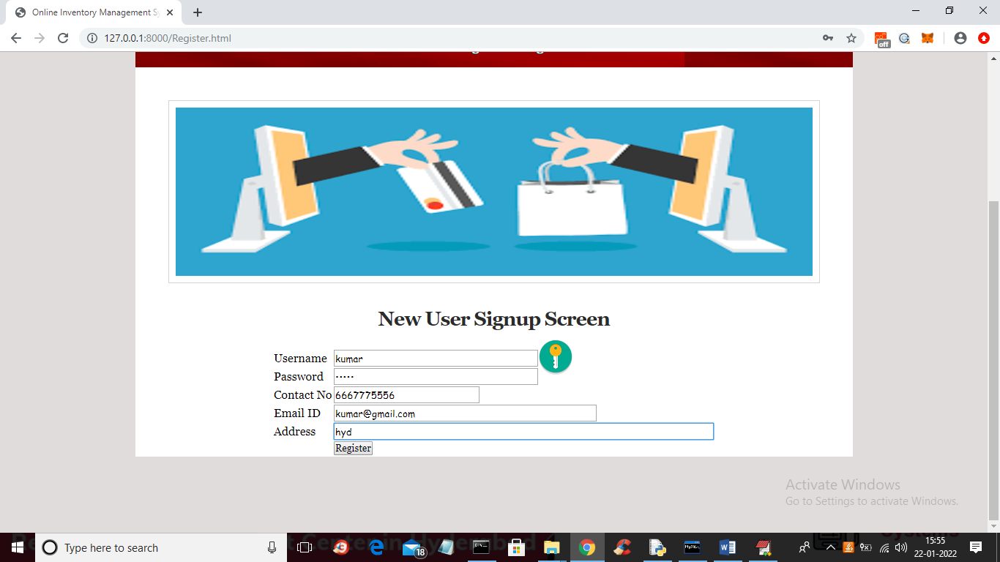 Online Inventory Management Sy
127.0.0.1:8000/Register.html
off
New User Signup Screen
Username kumar
Password •••••
Contact No 6667775556
Email ID kumar@gmail.com
Address hyd
Register
Activate Windows
Go to Settings to activate Windows.
Type here to search
18
MySQL
15:55
22-01-2022